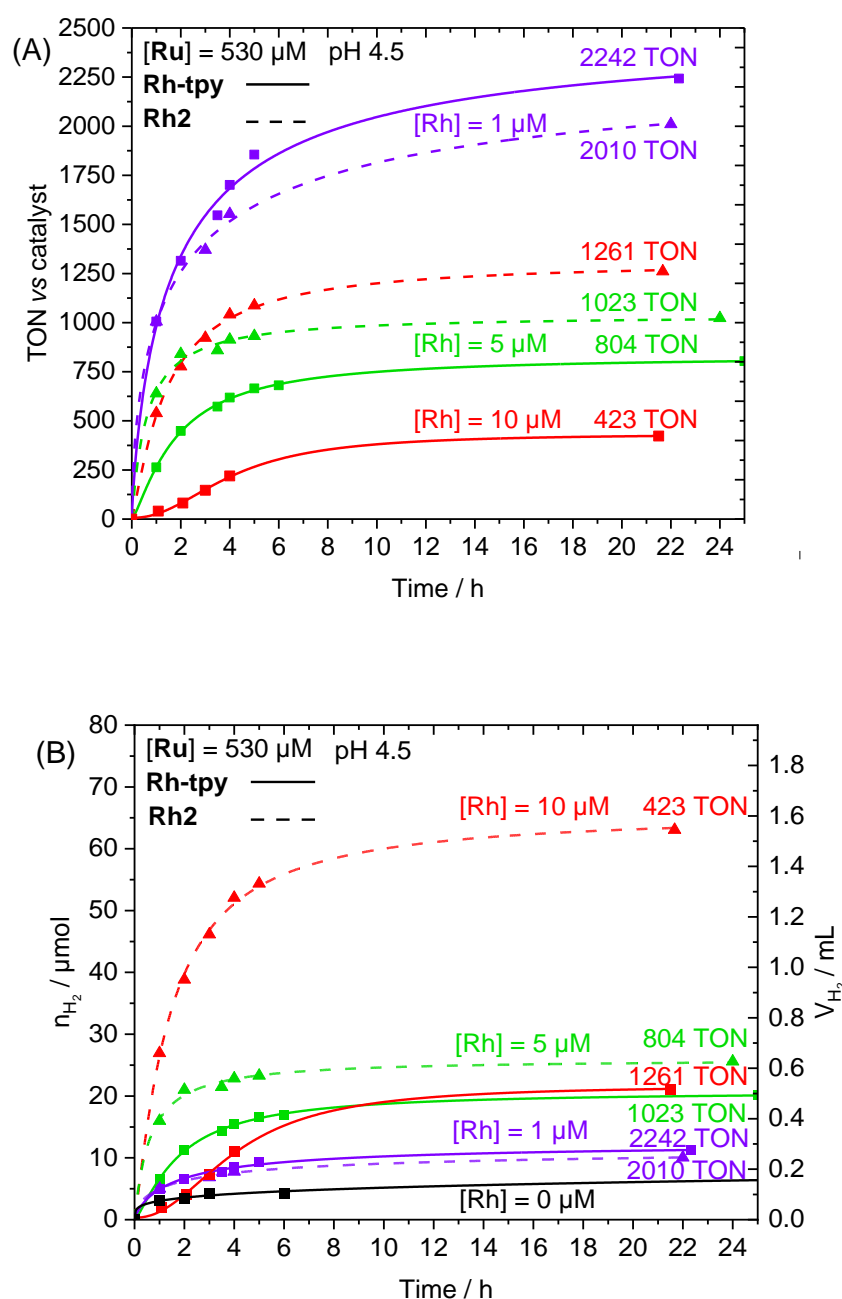 (A)
[Ru] = 530 µM pH 4.5
Rh-tpy
Rh2
2242 TON
[Rh] = 1 µM
2010 TON
1261 TON
1023 TON
[Rh] = 5 µM 804 TON
[Rh] = 10 µM 423 TON
2500
2250
2000
1750
1500
1250
1000
750
500
250
0
TON vs catalyst
0 2 4 6 8 10 12 14 16 18 20 22 24
Time / h
(B)
[Ru] = 530 µM pH 4.5
Rh-tpy
Rh2
[Rh] = 10 µM 423 TON
[Rh] = 5 µM 804 TON
1261 TON
1023 TON
[Rh] = 1 µM 2242 TON
2010 TON
[Rh] = 0 µM
80
70
60
50
40
30
20
10
0
nH2 / µmol
1.8
1.6
1.4
1.2
1.0
0.8
0.6
0.4
0.2
0.0
VH2 / mL
0 2 4 6 8 10 12 14 16 18 20 22 24
Time / h